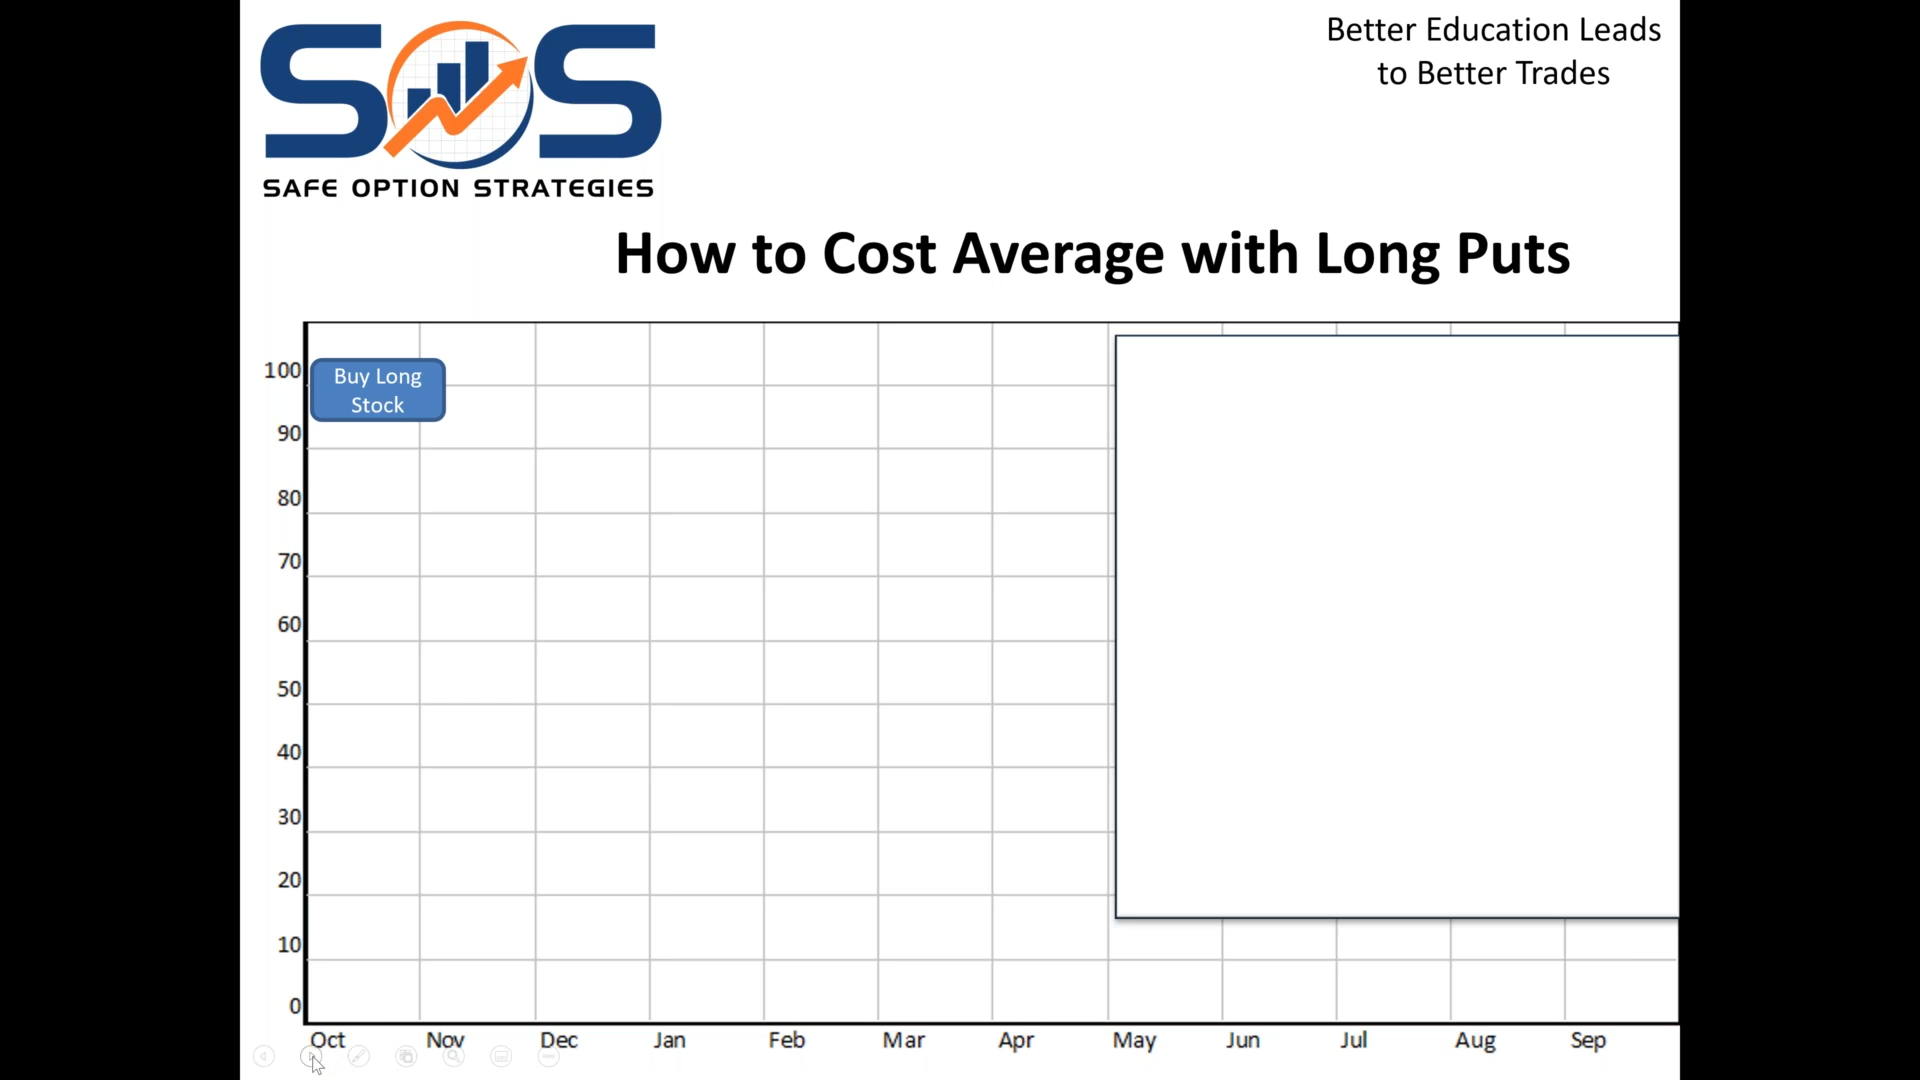 SOS
SAFE OPTION STRATEGIES
Better Education Leads
to Better Trades
How to Cost Average with Long Puts
100
Buy Long
Stock
90
80
70
60
50
40
30
20
10
0
Oct Nov Dec Jan Feb Mar Apr May Jun Jul Aug Sep